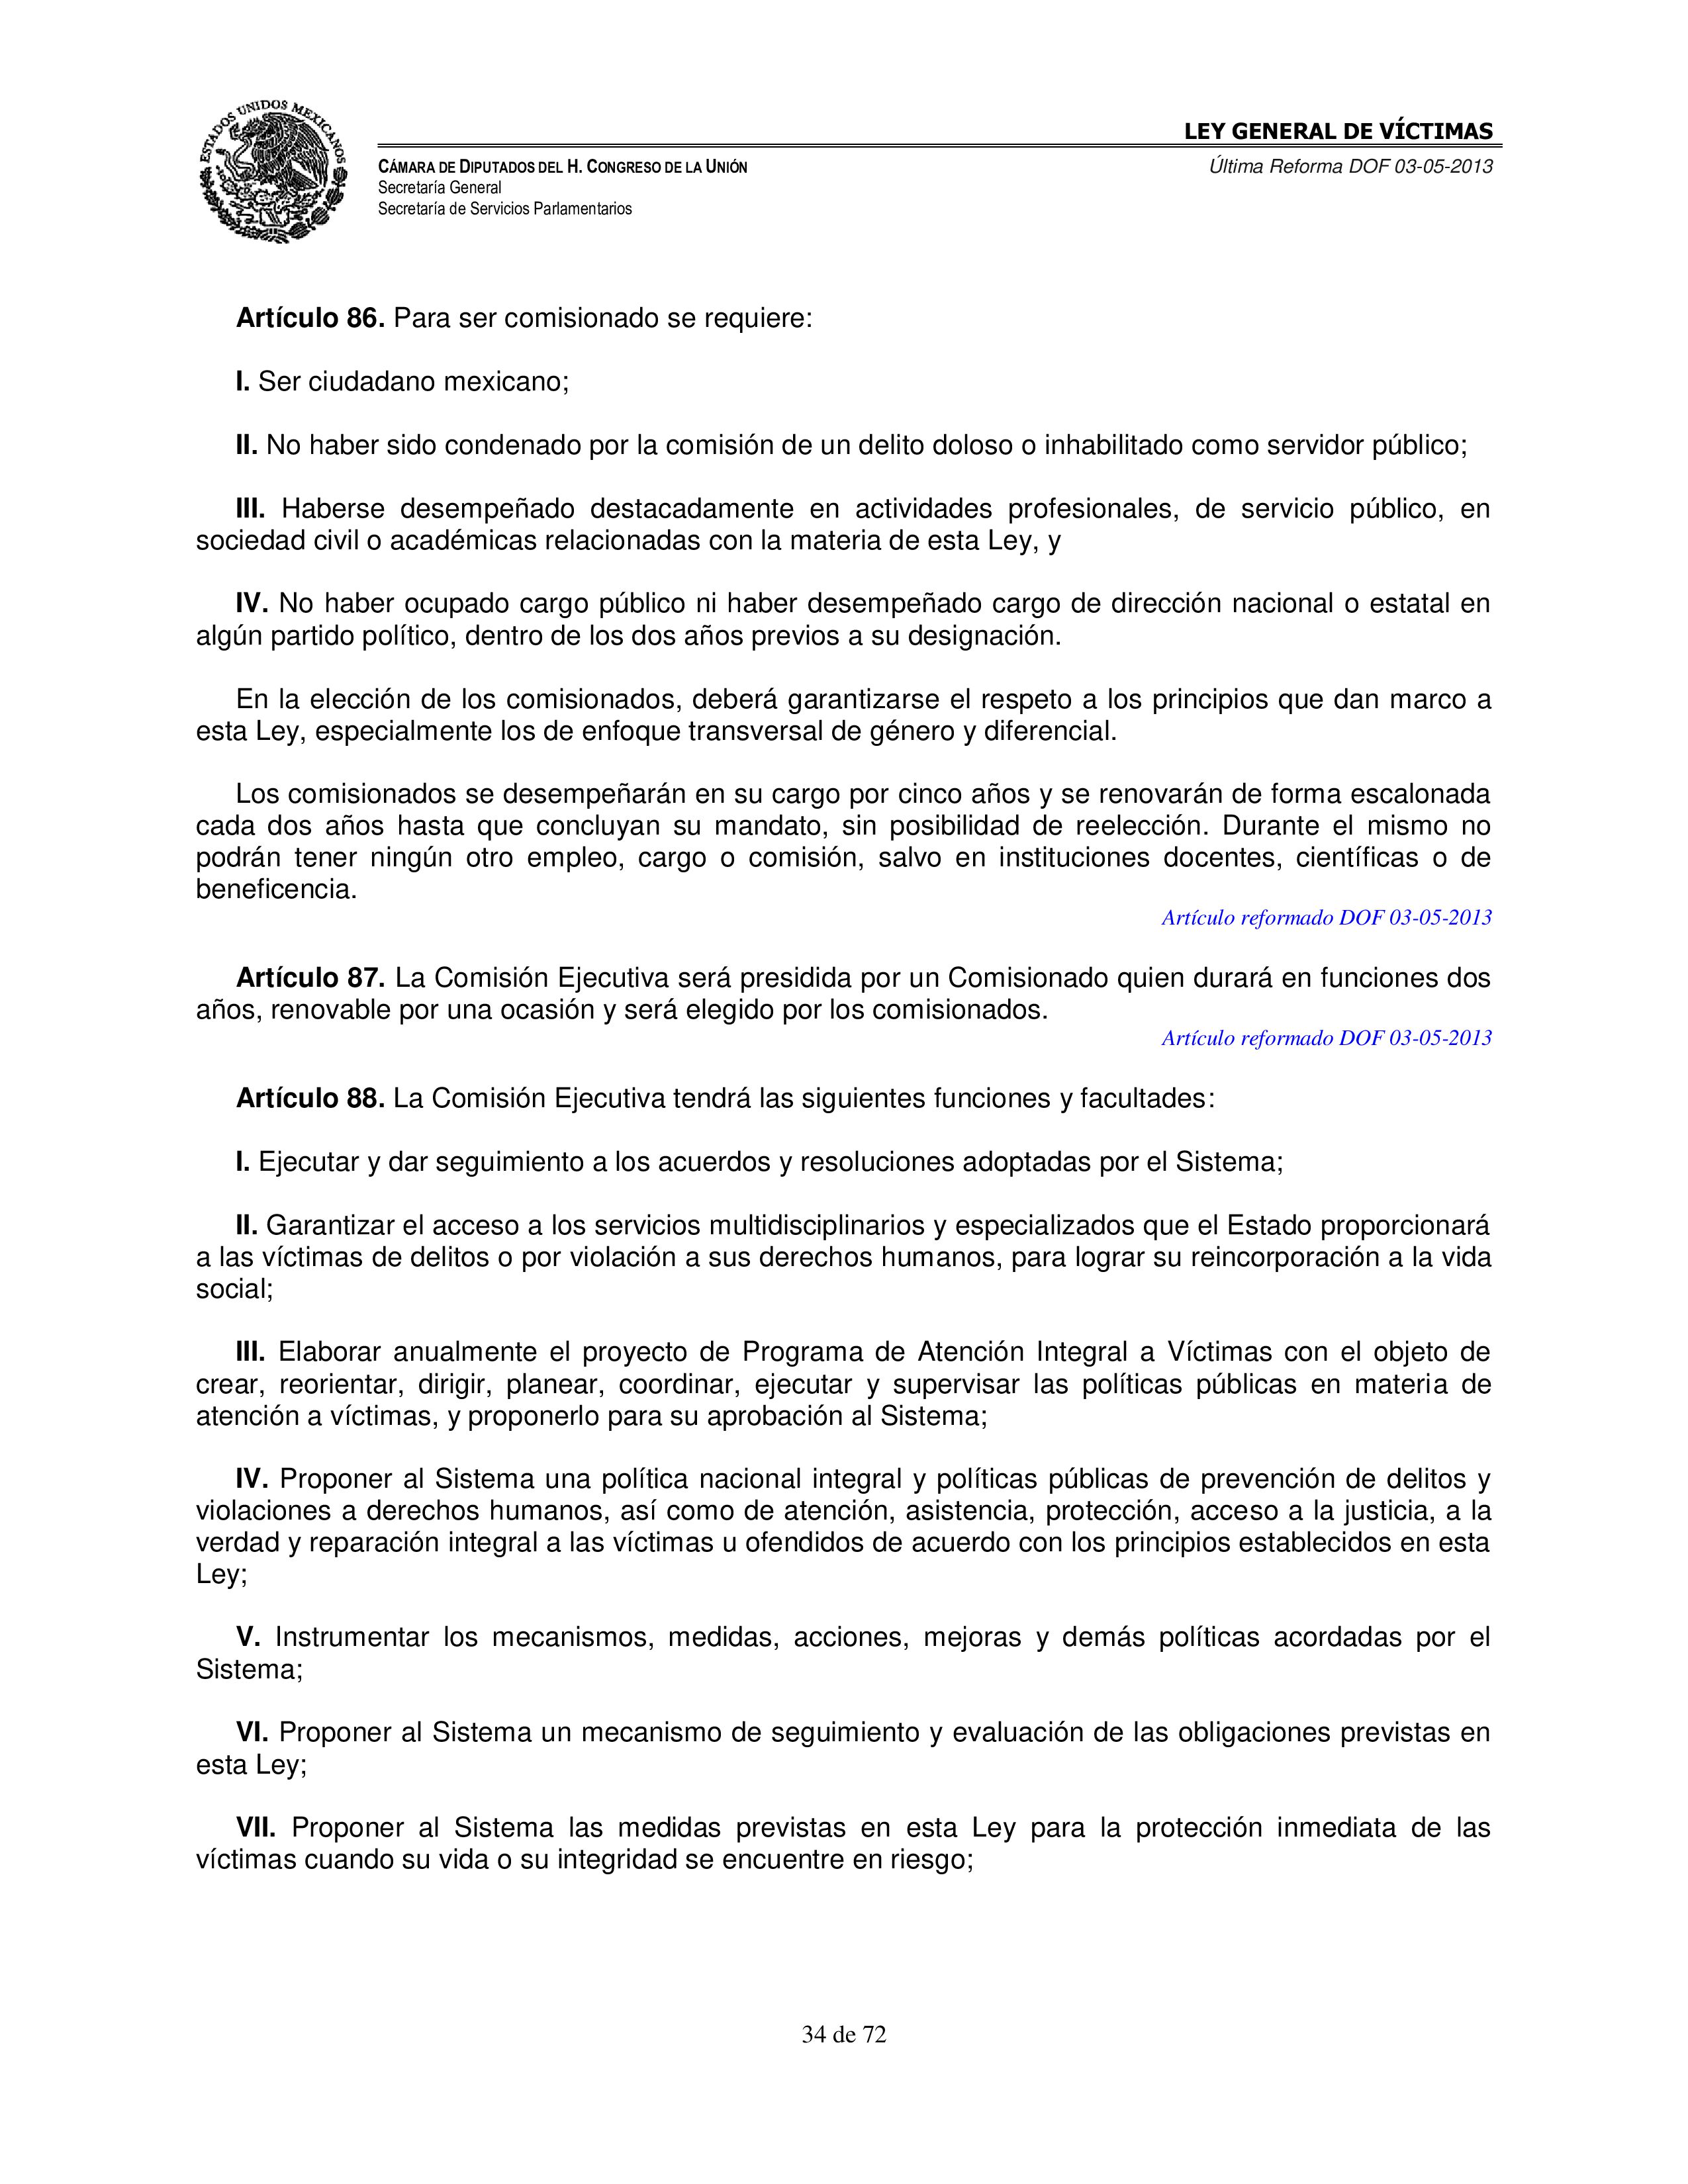 ESTADOS UNIDOS MEXICANOS
LEY GENERAL DE VÍCTIMAS
CÁMARA DE DIPUTADOS DEL H. CONGRESO DE LA UNIÓN
Última Reforma DOF 03-05-2013
Secretaría General
Secretaría de Servicios Parlamentarios
Artículo 86. Para ser comisionado se requiere:
I. Ser ciudadano mexicano;
II. No haber sido condenado por la comisión de un delito doloso o inhabilitado como servidor público;
III. Haberse desempeñado destacadamente en actividades profesionales, de servicio público, en
sociedad civil o académicas relacionadas con la materia de esta Ley, y
IV. No haber ocupado cargo público ni haber desempeñado cargo de dirección nacional o estatal en
algún partido político, dentro de los dos años previos a su designación.
En la elección de los comisionados, deberá garantizarse el respeto a los principios que dan marco a
esta Ley, especialmente los de enfoque transversal de género y diferencial.
Los comisionados se desempeñarán en su cargo por cinco años y se renovarán de forma escalonada
cada dos años hasta que concluyan su mandato, sin posibilidad de reelección. Durante el mismo no
podrán tener ningún otro empleo, cargo o comisión, salvo en instituciones docentes, científicas o de
beneficencia.
Artículo reformado DOF 03-05-2013
Artículo 87. La Comisión Ejecutiva será presidida por un Comisionado quien durará en funciones dos
años, renovable por una ocasión y será elegido por los comisionados.
Artículo reformado DOF 03-05-2013
Artículo 88. La Comisión Ejecutiva tendrá las siguientes funciones y facultades:
I. Ejecutar y dar seguimiento a los acuerdos y resoluciones adoptadas por el Sistema;
II. Garantizar el acceso a los servicios multidisciplinarios y especializados que el Estado proporcionará
a las víctimas de delitos o por violación a sus derechos humanos, para lograr su reincorporación a la vida
social;
III. Elaborar anualmente el proyecto de Programa de Atención Integral a Víctimas con el objeto de
crear, reorientar, dirigir, planear, coordinar, ejecutar y supervisar las políticas públicas en materia de
atención a víctimas, y proponerlo para su aprobación al Sistema;
IV. Proponer al Sistema una política nacional integral y políticas públicas de prevención de delitos y
violaciones a derechos humanos, así como de atención, asistencia, protección, acceso a la justicia, a la
verdad y reparación integral a las víctimas u ofendidos de acuerdo con los principios establecidos en esta
Ley;
V. Instrumentar los mecanismos, medidas, acciones, mejoras y demás políticas acordadas por el
Sistema;
VI. Proponer al Sistema un mecanismo de seguimiento y evaluación de las obligaciones previstas en
esta Ley;
VII. Proponer al Sistema las medidas previstas en esta Ley para la protección inmediata de las
víctimas cuando su vida o su integridad se encuentre en riesgo;
34 de 72